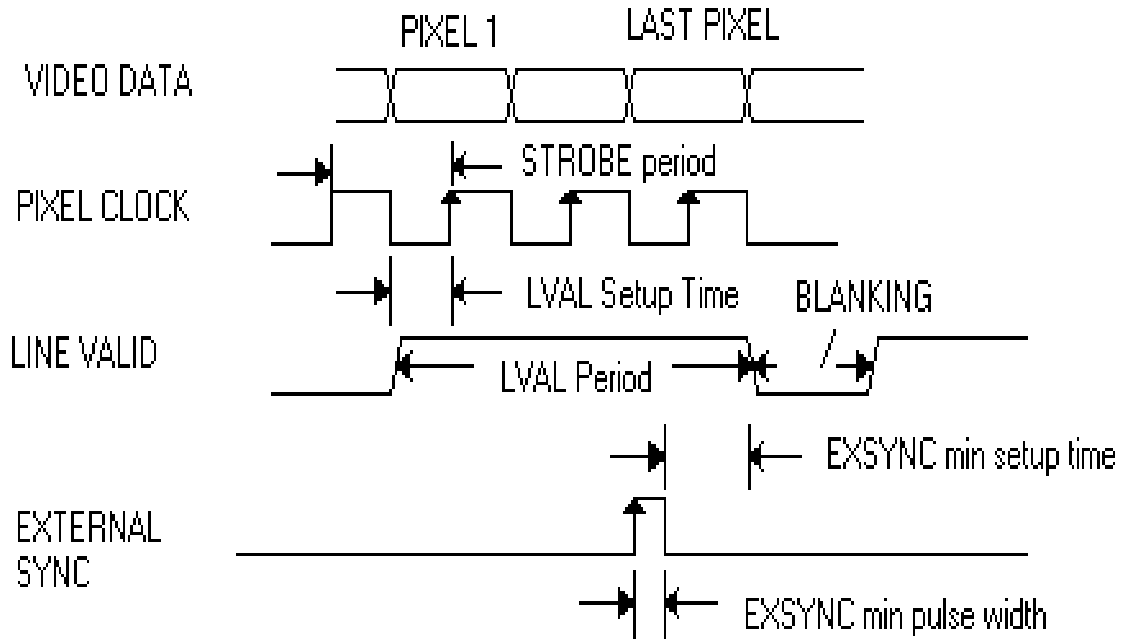 PIXEL 1
LAST PIXEL
VIDEO DATA
STROBE period
PIXEL CLOCK
LVAL Setup Time
BLANKING
LINE VALID
LVAL Period
EXSYNC min setup time
EXTERNAL
SYNC
EXSYNC min pulse width